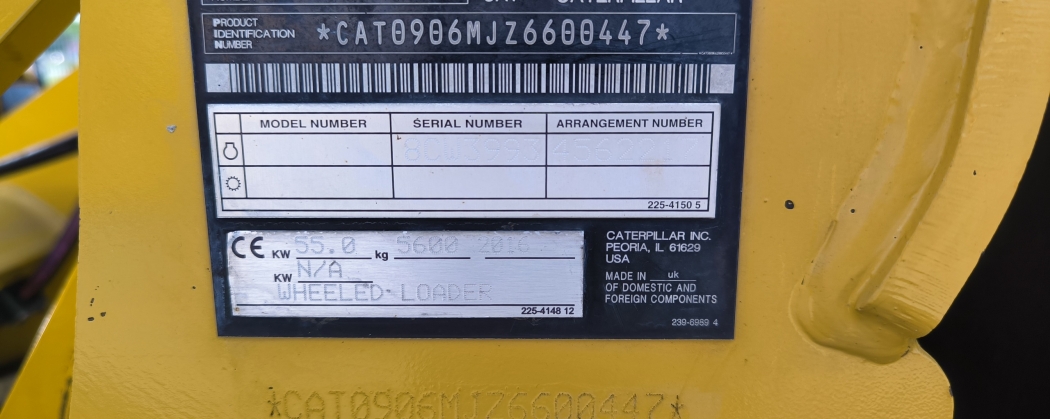 CATERPILLAR
PRODUCT IDENTIFICATION NUMBER *CAT0906MJZ6600447*
MODEL NUMBER SERIAL NUMBER ARRANGEMENT NUMBER
225-4150 5
CE KW 55.0 kg 5600 2016
KW N/A
WHEELED LOADER
225-4148 12
CATERPILLAR INC.
PEORIA, IL 61629
USA
MADE IN uk
OF DOMESTIC AND
FOREIGN COMPONENTS
239-6989 4
*CAT0906MJZ6600447*